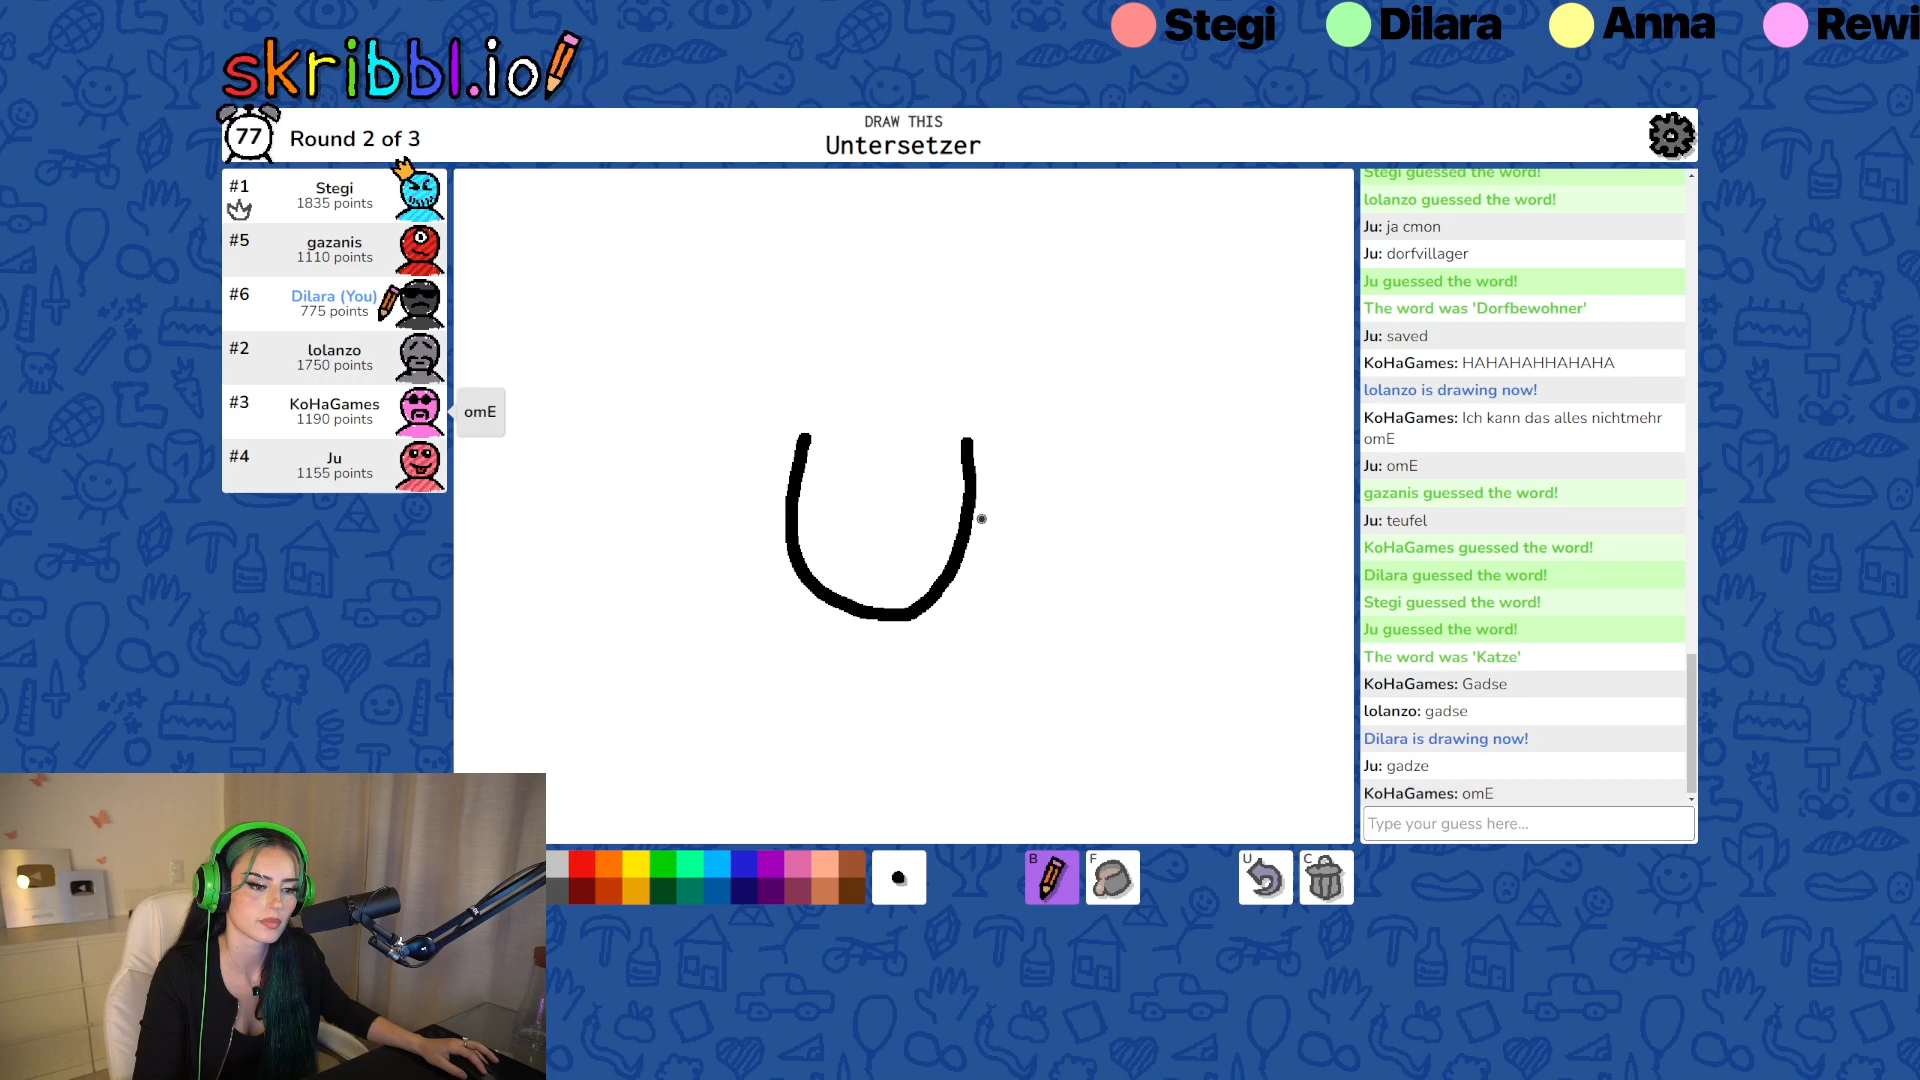 Stegi Dilara Anna Rewi
skribbl.io
77 Round 2 of 3
DRAW THIS
Untersetzer
#1 Stegi
1835 points
#5 gazanis
1110 points
#6 Dilara (You)
775 points
#2 lolanzo
1750 points
#3 KoHaGames
1190 points
#4 Ju
1155 points
omE
Stegi guessed the word!
lolanzo guessed the word!
Ju: ja cmon
Ju: dorfvillager
Ju guessed the word!
The word was 'Dorfbewohner'
Ju: saved
KoHaGames: HAHAHAHHAHAHA
lolanzo is drawing now!
KoHaGames: Ich kann das alles nichtmehr
omE
Ju: omE
gazanis guessed the word!
Ju: teufel
KoHaGames guessed the word!
Dilara guessed the word!
Stegi guessed the word!
Ju guessed the word!
The word was 'Katze'
KoHaGames: Gadse
lolanzo: gadse
Dilara is drawing now!
Ju: gadze
KoHaGames: omE
Type your guess here...
B F U C